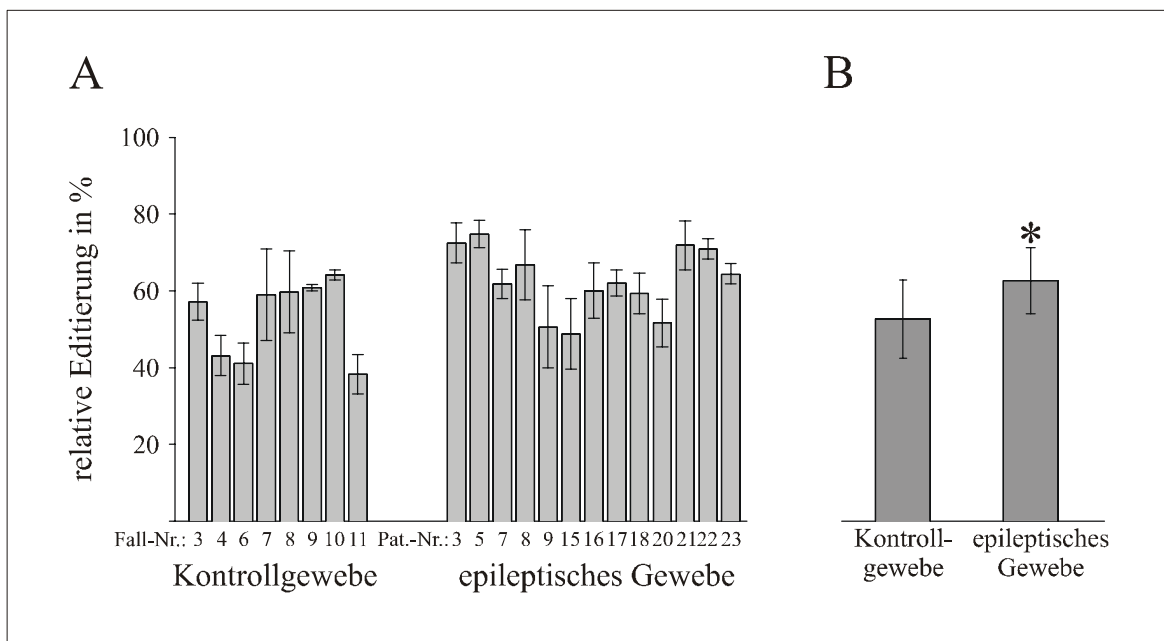 A
B
relative Editierung in %
100
80
60
40
20
Fall-Nr.: 3 4 6 7 8 9 10 11
Pat.-Nr.: 3 5 7 8 9 15 16 17 18 20 21 22 23
Kontrollgewebe
epileptisches Gewebe
*
Kontroll-
gewebe
epileptisches
Gewebe